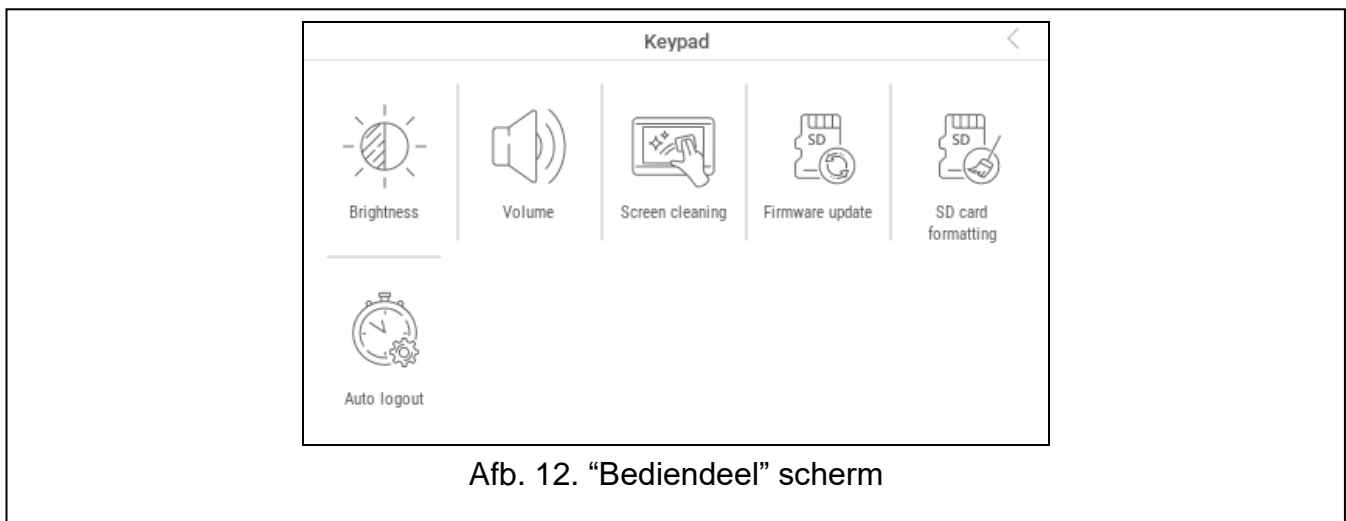 Keypad
SD
SD
Brightness
Volume
Screen cleaning
Firmware update
SD card
formatting
Auto logout
Afb. 12. “Bediendeel” scherm